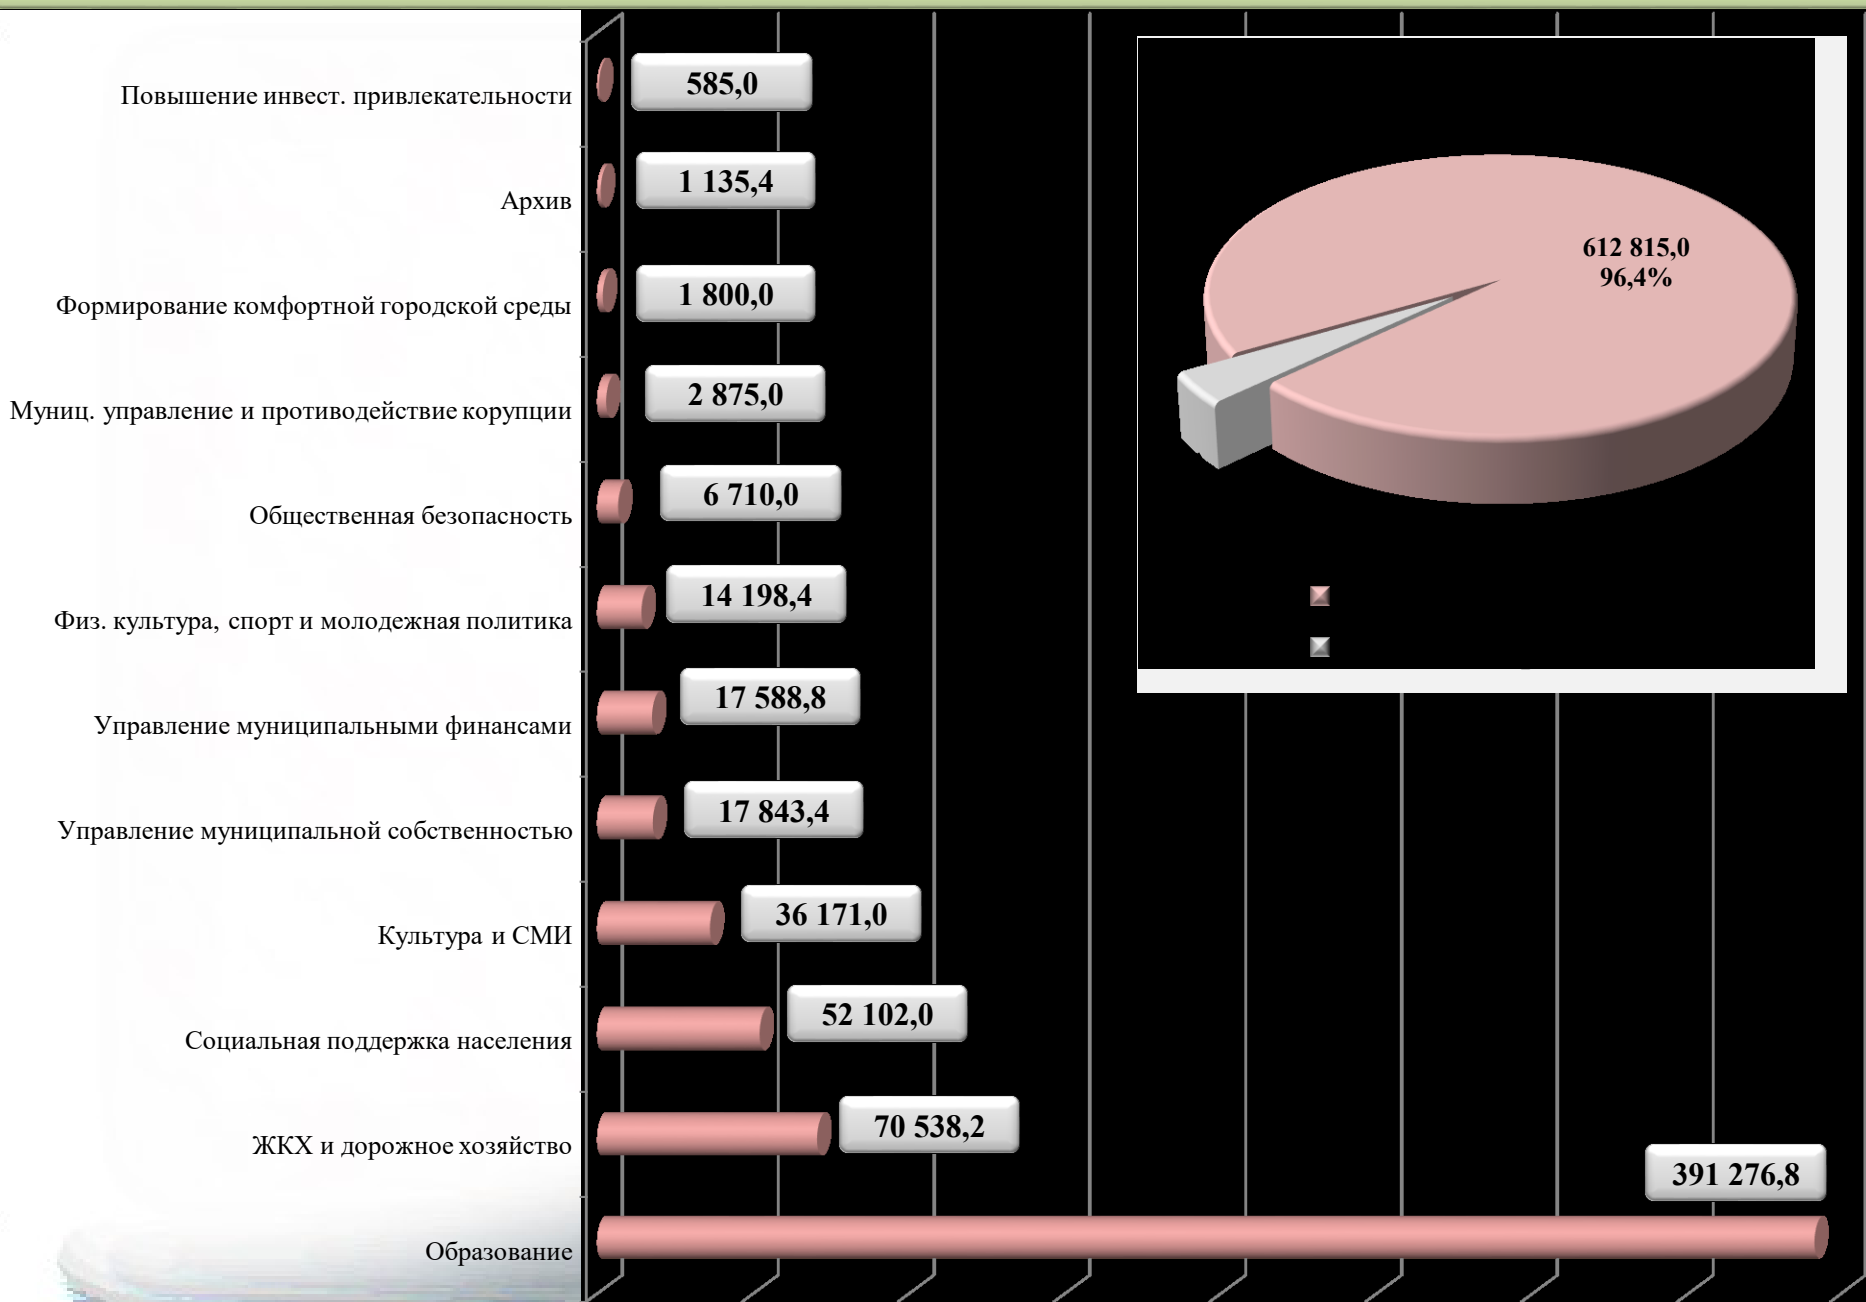 Повышение инвест. привлекательности
585,0
Архив
1 135,4
Формирование комфортной городской среды
1 800,0
Муниц. управление и противодействие корупции
2 875,0
Общественная безопасность
6 710,0
Физ. культура, спорт и молодежная политика
14 198,4
Управление муниципальными финансами
17 588,8
Управление муниципальной собственностью
17 843,4
Культура и СМИ
36 171,0
Социальная поддержка населения
52 102,0
ЖКХ и дорожное хозяйство
70 538,2
Образование
391 276,8
612 815,0
96,4%